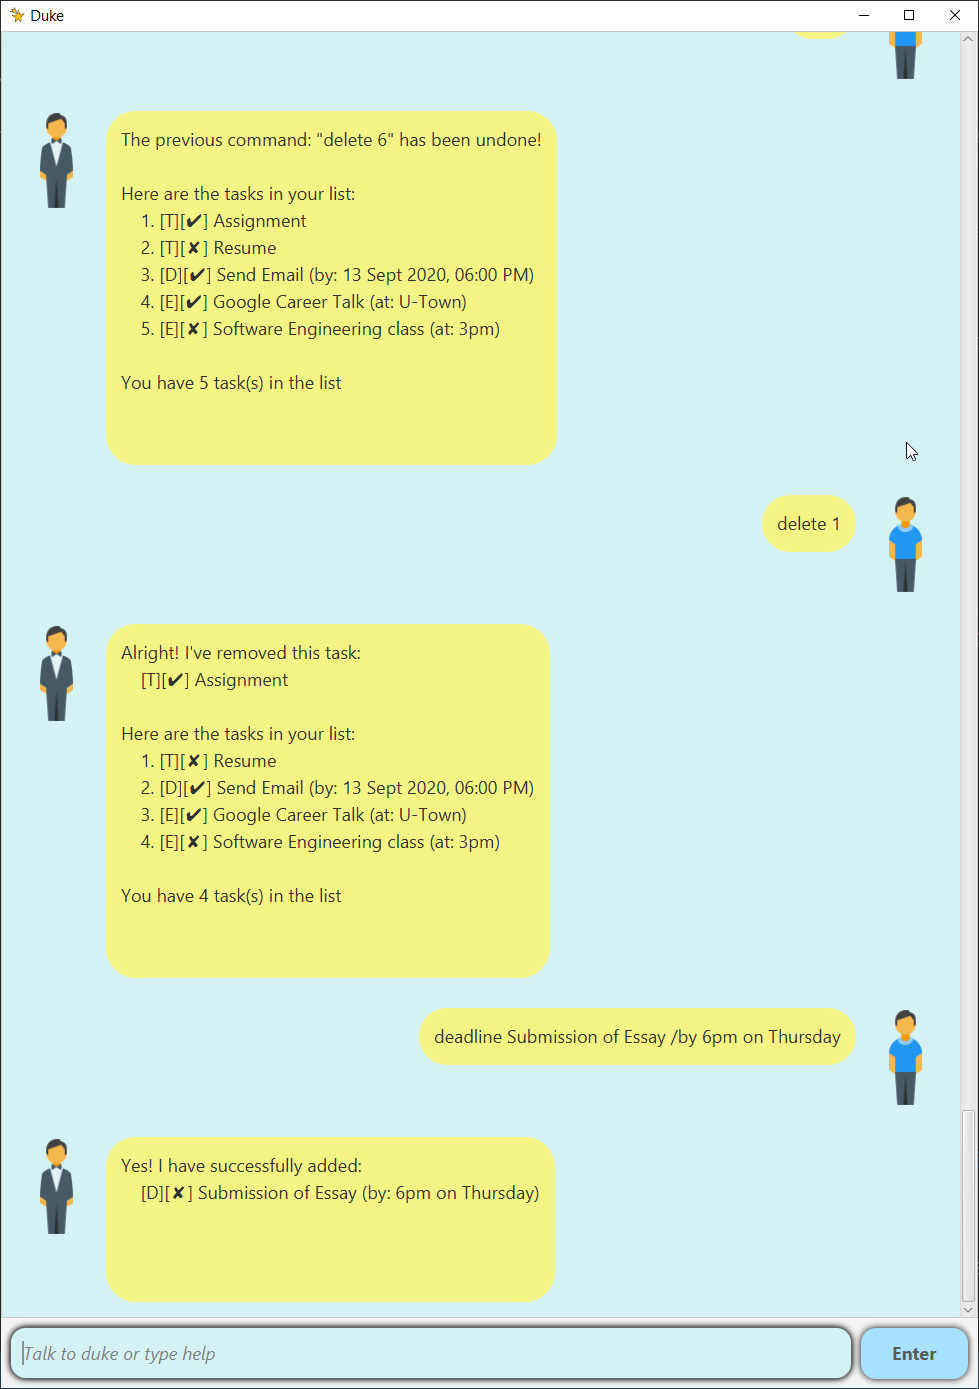 Duke
The previous command: "delete 6" has been undone!
Here are the tasks in your list:
1. [T][✔] Assignment
2. [T][✘] Resume
3. [D][✔] Send Email (by: 13 Sept 2020, 06:00 PM)
4. [E][✔] Google Career Talk (at: U-Town)
5. [E][✘] Software Engineering class (at: 3pm)
You have 5 task(s) in the list
delete 1
Alright! I've removed this task:
[T][✔] Assignment
Here are the tasks in your list:
1. [T][✘] Resume
2. [D][✔] Send Email (by: 13 Sept 2020, 06:00 PM)
3. [E][✔] Google Career Talk (at: U-Town)
4. [E][✘] Software Engineering class (at: 3pm)
You have 4 task(s) in the list
deadline Submission of Essay /by 6pm on Thursday
Yes! I have successfully added:
[D][✘] Submission of Essay (by: 6pm on Thursday)
Talk to duke or type help
Enter